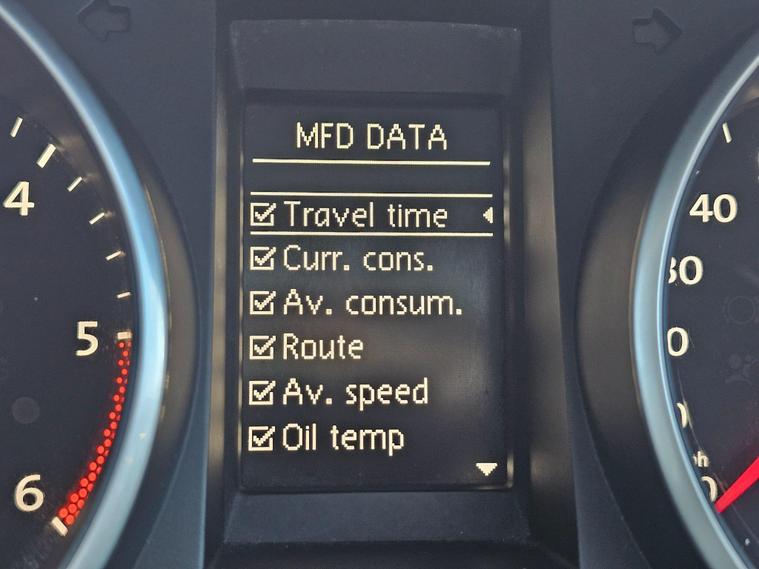 MFD DATA
Travel time
Curr. cons.
Av. consum.
Route
Av. speed
Oil temp
4
5
6
40